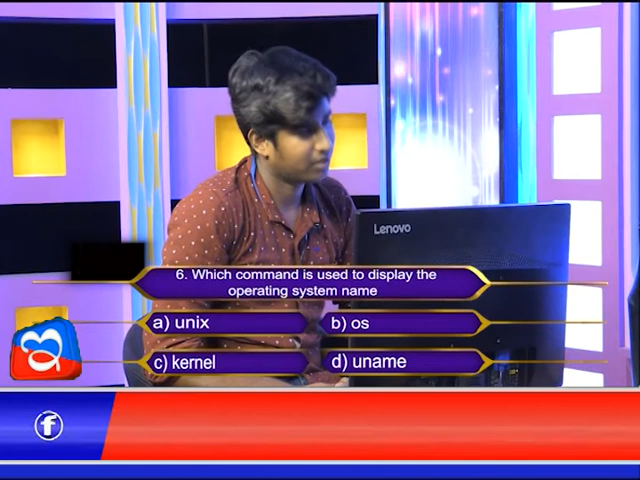 Lenovo
6. Which command is used to display the
operating system name
a) unix
b) os
c) kernel
d) uname
f